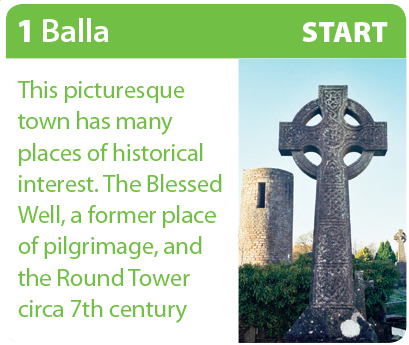 1 Balla START
This picturesque
town has many
places of historical
interest. The Blessed
Well, a former place
of pilgrimage, and
the Round Tower
circa 7th century